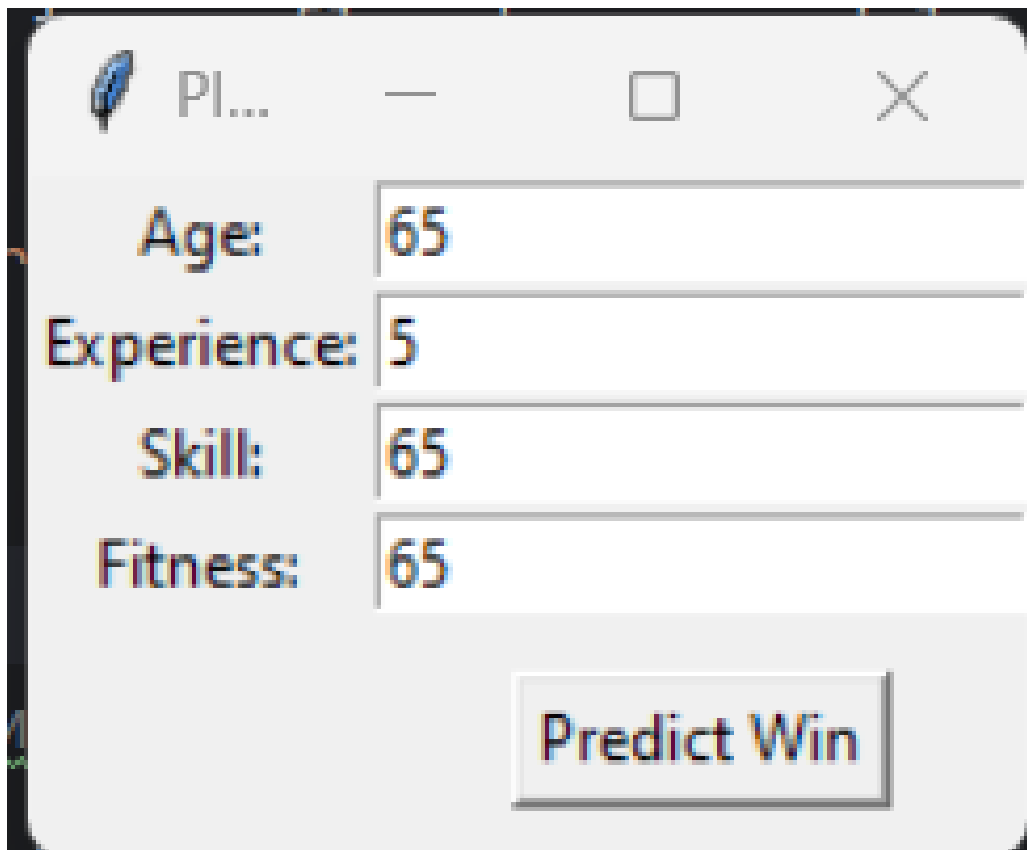 Pl...
Age: 65
Experience: 5
Skill: 65
Fitness: 65
Predict Win